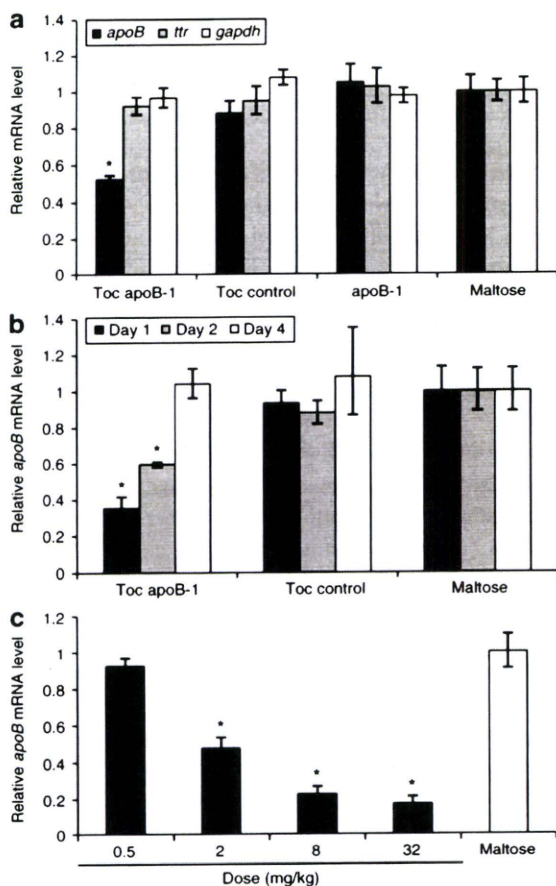 a
apoB ttr gapdh
Relative mRNA level
1.4
1.2
1
0.8
0.6
0.4
0.2
0
*
Toc apoB-1 Toc control apoB-1 Maltose
b
Day 1 Day 2 Day 4
Relative apoB mRNA level
1.4
1.2
1
0.8
0.6
0.4
0.2
0
* *
Toc apoB-1 Toc control Maltose
c
Relative apoB mRNA level
1.2
1
0.8
0.6
0.4
0.2
0
* * *
0.5 2 8 32 Maltose
Dose (mg/kg)